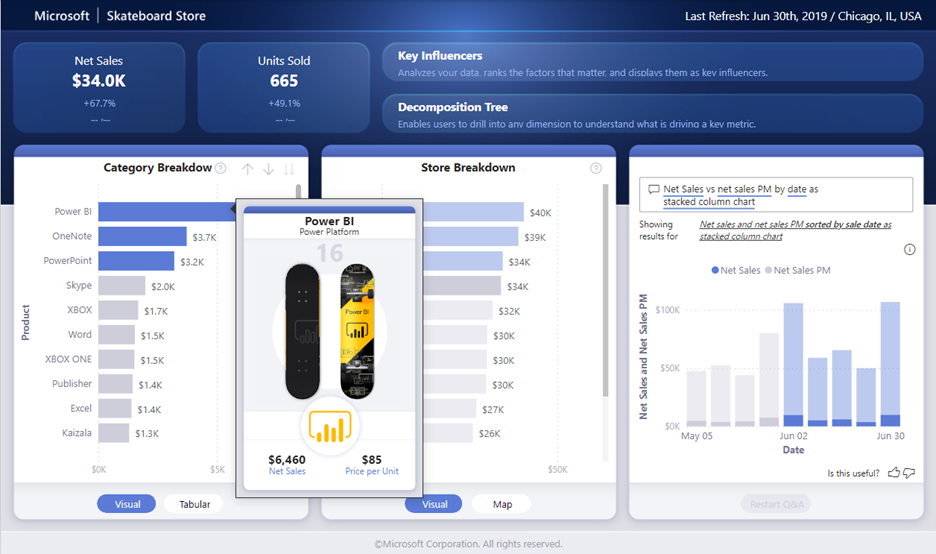 Microsoft | Skateboard Store
Last Refresh: Jun 30th, 2019 / Chicago, IL, USA
Net Sales
$34.0K
+67.7%
-- /--
Units Sold
665
+49.1%
-- /--
Key Influencers
Analyzes your data, ranks the factors that matter, and displays them as key influencers.
Decomposition Tree
Enables users to drill into any dimension to understand what is driving a key metric.
Category Breakdow
Product
Power BI
OneNote $3.7K
PowerPoint $3.2K
Skype $2.0K
XBOX $1.7K
Word $1.5K
XBOX ONE $1.5K
Publisher $1.4K
Excel $1.4K
Kaizala $1.3K
$0K $5K
Visual Tabular
Power BI
Power Platform
16
Power BI
$6,460 $85
Net Sales Price per Unit
Store Breakdown
$40K
$39K
$34K
$34K
$32K
$30K
$30K
$30K
$27K
$26K
$50K
Visual Map
Net Sales vs net sales PM by date as
stacked column chart
Showing
results for
Net sales and net sales PM sorted by sale date as
stacked column chart
Net Sales Net Sales PM
Net Sales and Net Sales PM
$100K
$50K
$0K
May 05 Jun 02 Jun 30
Date
Is this useful?
Restart Q&A
©Microsoft Corporation. All rights reserved.